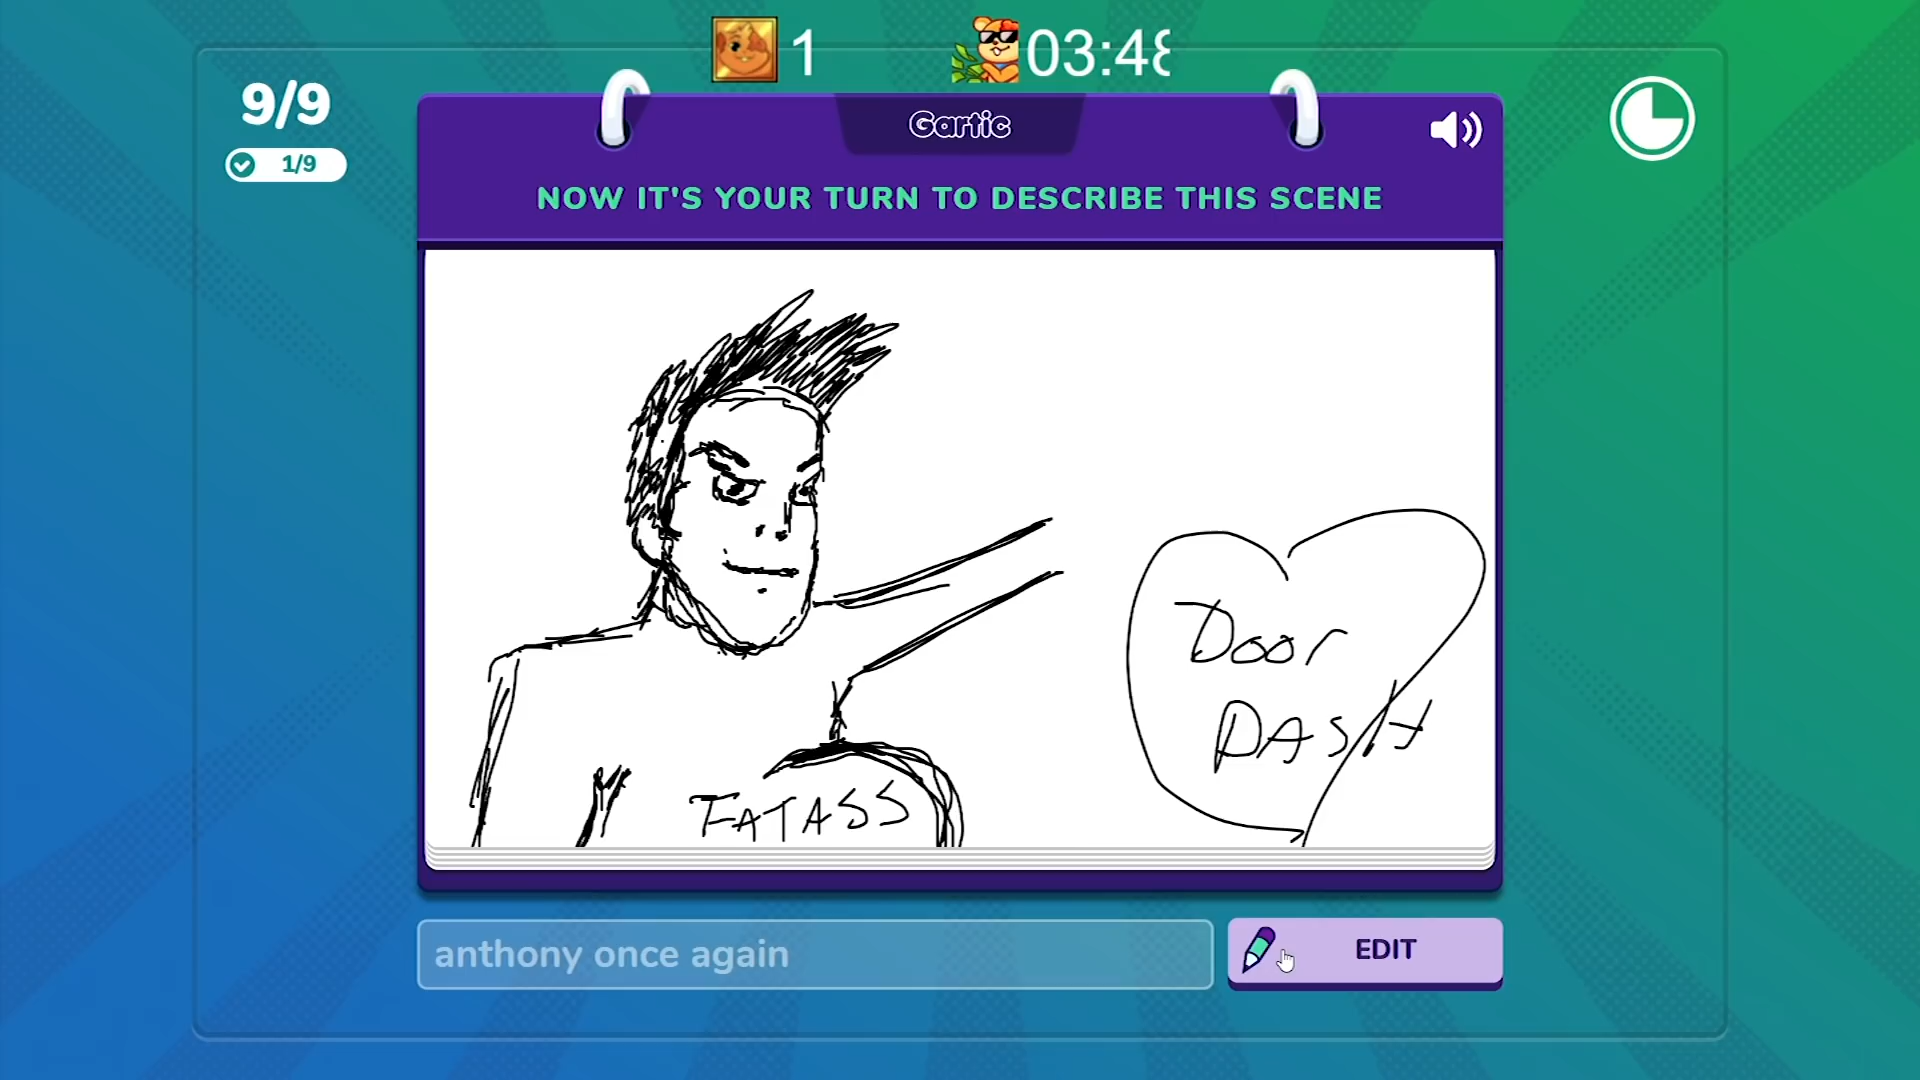 1
03:48
9/9
1/9
Gartic
NOW IT'S YOUR TURN TO DESCRIBE THIS SCENE
Door
DASH
FATASS
anthony once again
EDIT